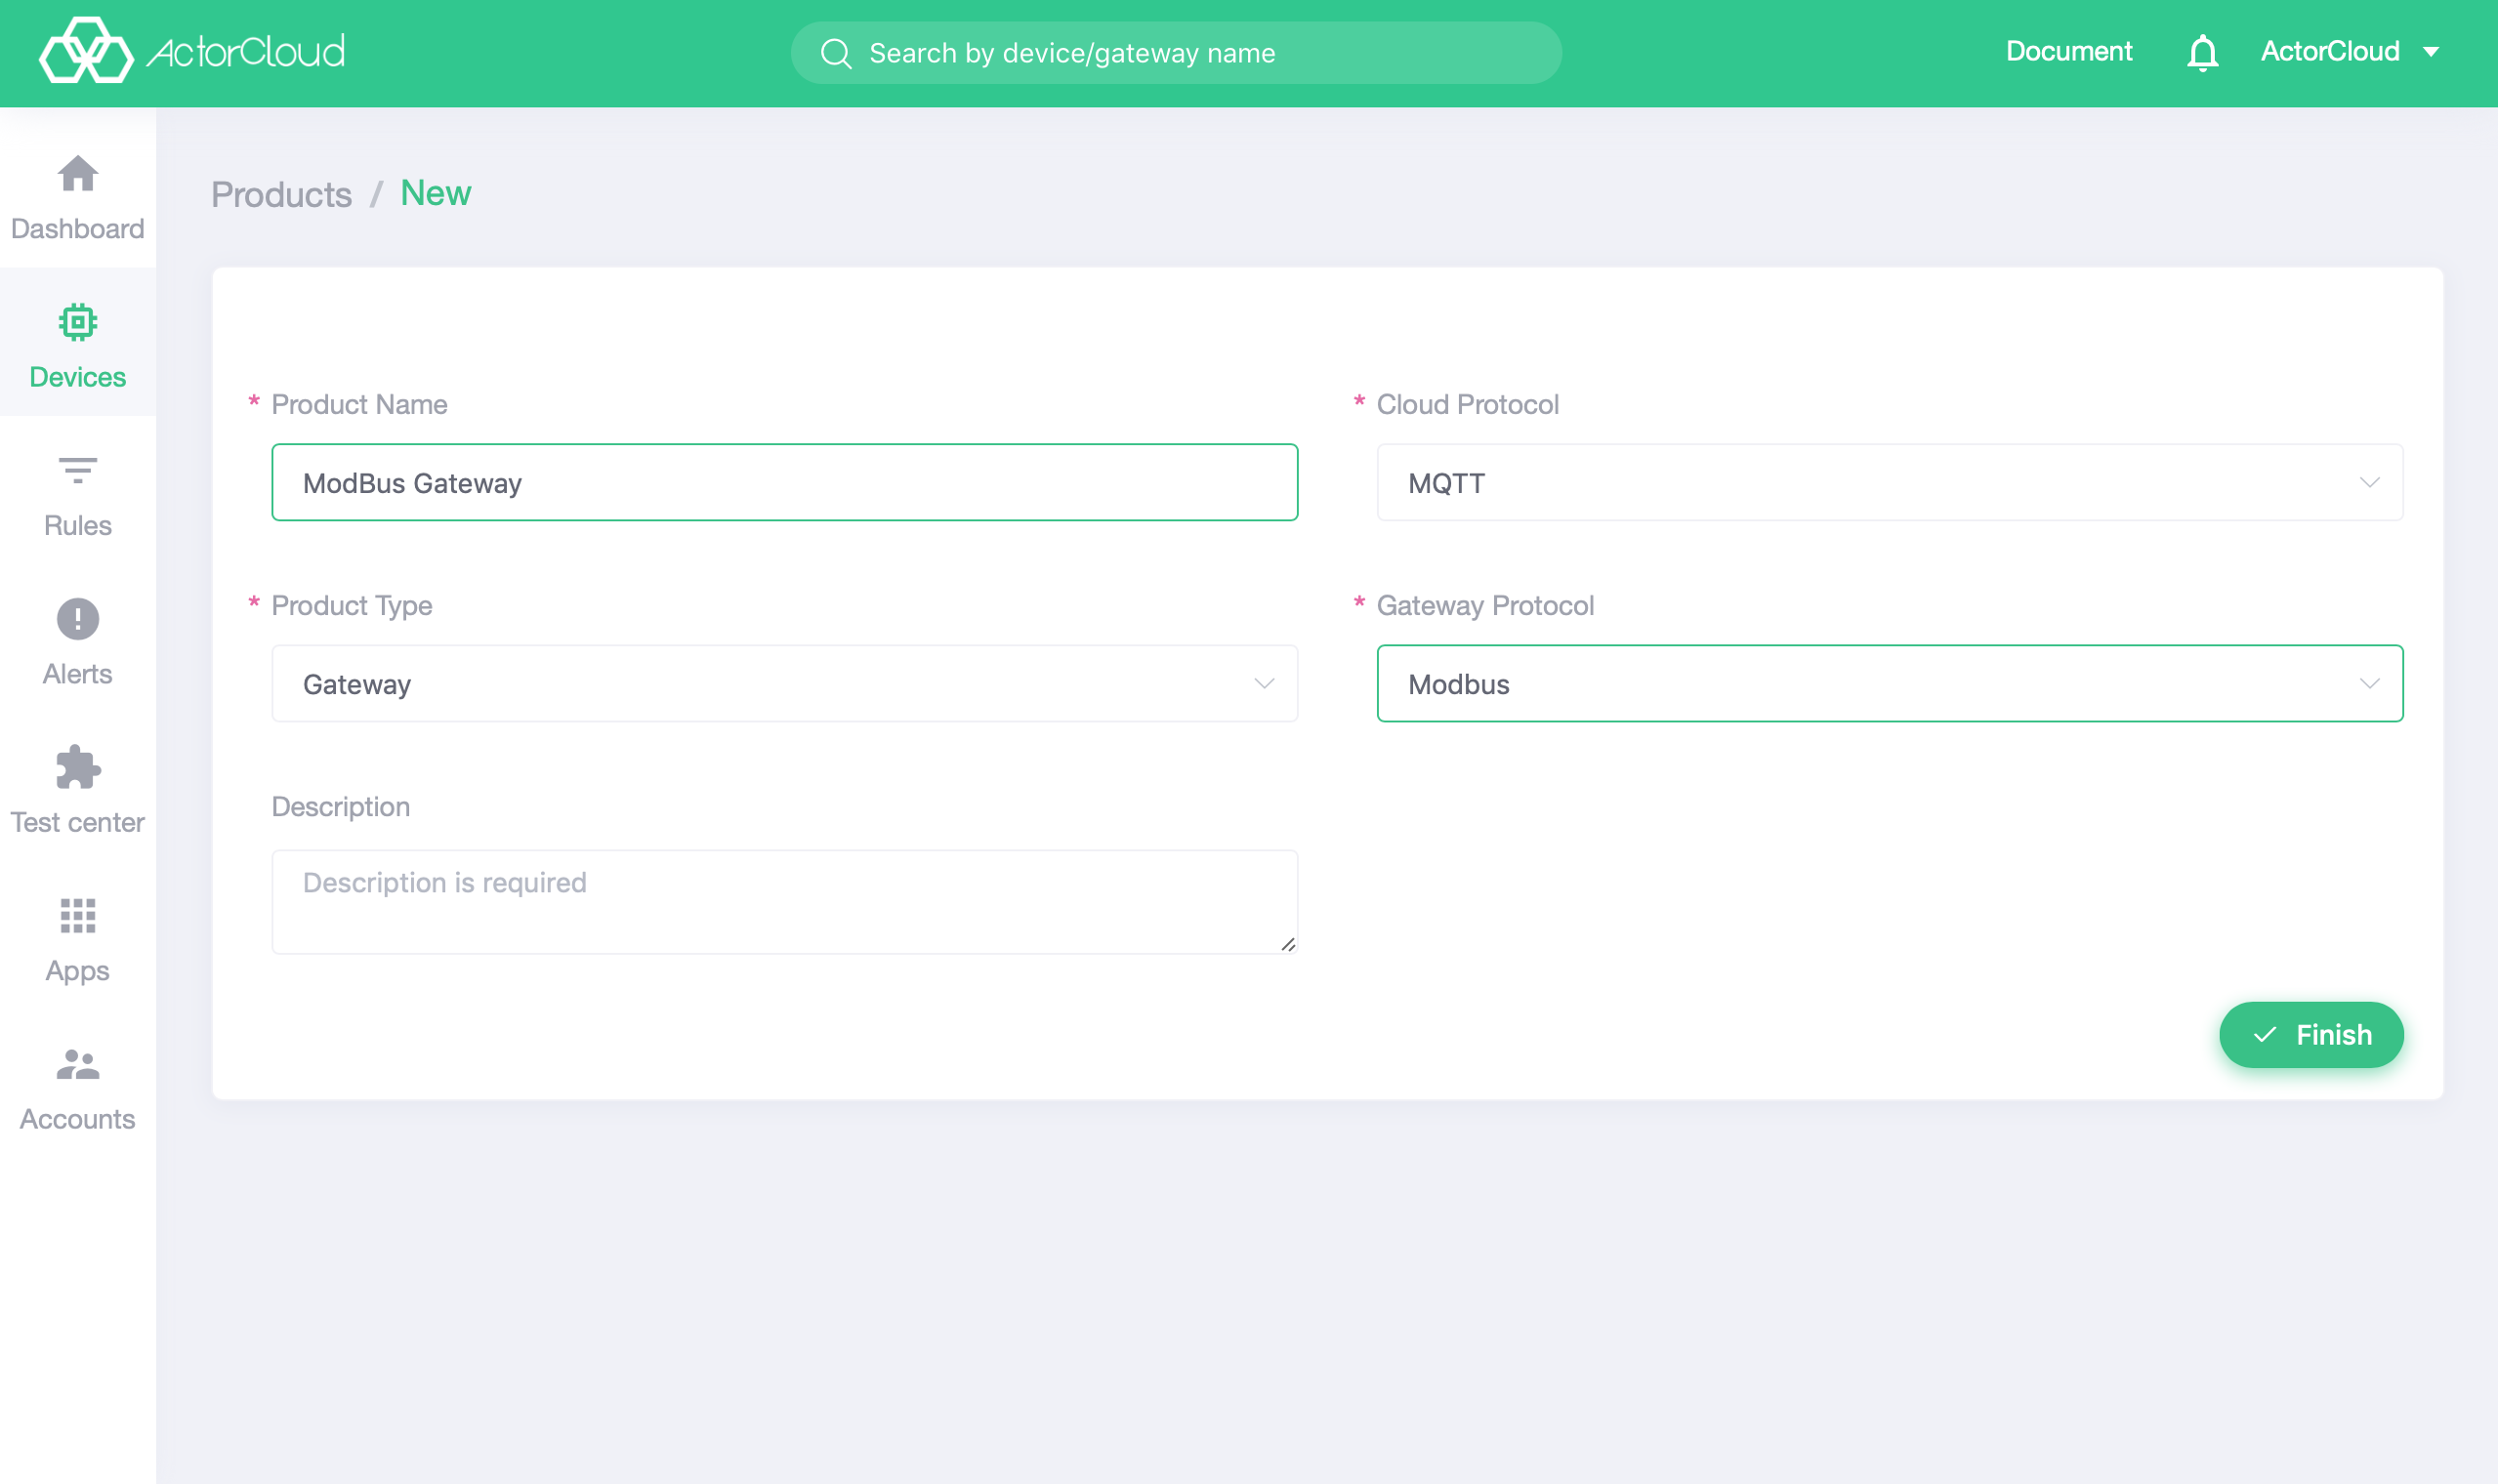 ActorCloud
Search by device/gateway name
Document
ActorCloud
Dashboard
Devices
Rules
Alerts
Test center
Apps
Accounts
Products / New
* Product Name
ModBus Gateway
* Cloud Protocol
MQTT
* Product Type
Gateway
* Gateway Protocol
Modbus
Description
Description is required
Finish